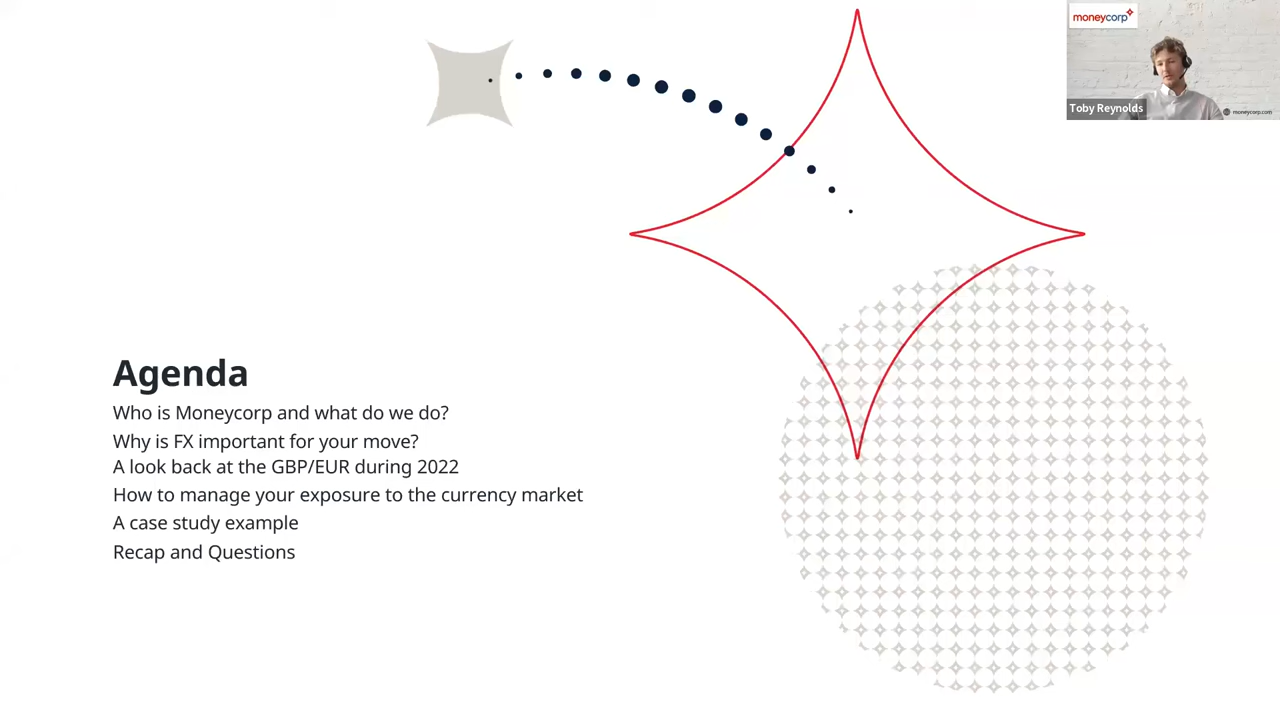 moneycorp
Toby Reynolds
moneycorp.com
Agenda
Who is Moneycorp and what do we do?
Why is FX important for your move?
A look back at the GBP/EUR during 2022
How to manage your exposure to the currency market
A case study example
Recap and Questions